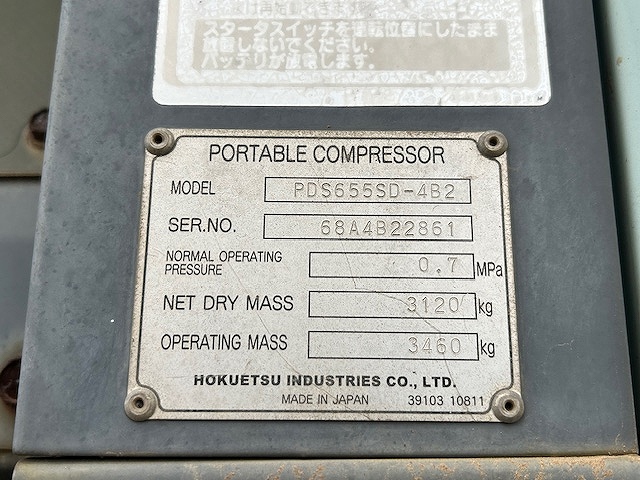 スタータスイッチを運転位置にしたまま
放置しないでください。
バッテリが放電します。
PORTABLE COMPRESSOR
MODEL PDS655SD-4B2
SER.NO. 68A4B22861
NORMAL OPERATING
PRESSURE 0.7 MPa
NET DRY MASS 3120 kg
OPERATING MASS 3460 kg
HOKUETSU INDUSTRIES CO., LTD.
MADE IN JAPAN 39103 10811